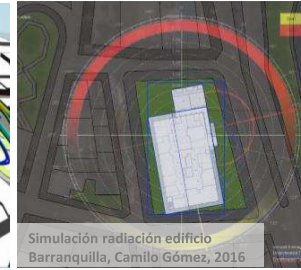 Simulación radiación edificio
Barranquilla, Camilo Gómez, 2016